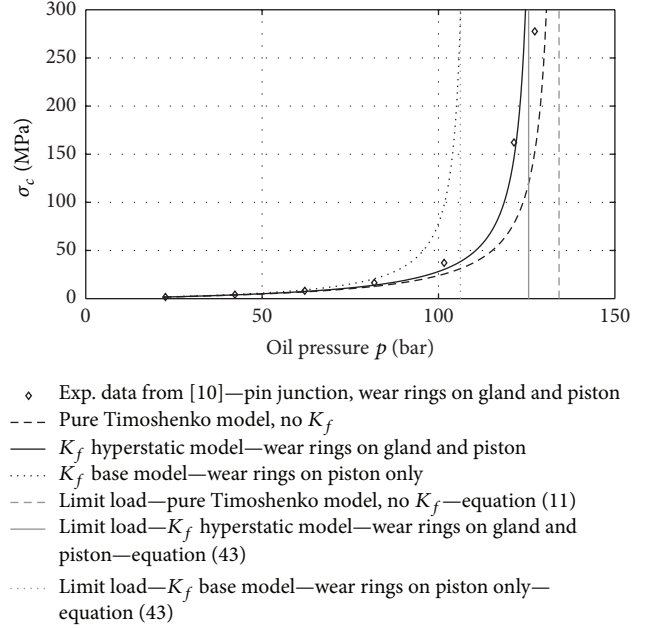 300
250
200
150
100
50
0
σc (MPa)
0 50 100 150
Oil pressure p (bar)
Exp. data from [10]—pin junction, wear rings on gland and piston
Pure Timoshenko model, no Kf
Kf hyperstatic model—wear rings on gland and piston
Kf base model—wear rings on piston only
Limit load—pure Timoshenko model, no Kf—equation (11)
Limit load—Kf hyperstatic model—wear rings on gland and
piston—equation (43)
Limit load—Kf base model—wear rings on piston only—
equation (43)